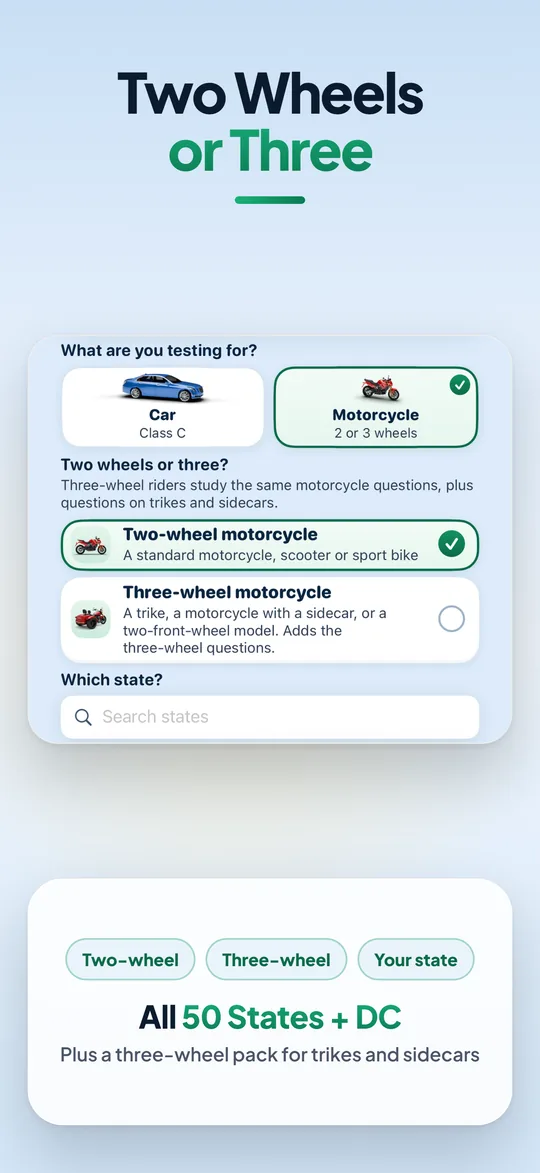 Two Wheels
or Three
What are you testing for?
Car
Class C
Motorcycle
2 or 3 wheels
Two wheels or three?
Three-wheel riders study the same motorcycle questions, plus
questions on trikes and sidecars.
Two-wheel motorcycle
A standard motorcycle, scooter or sport bike
Three-wheel motorcycle
A trike, a motorcycle with a sidecar, or a
two-front-wheel model. Adds the
three-wheel questions.
Which state?
Search states
Two-wheel
Three-wheel
Your state
All 50 States + DC
Plus a three-wheel pack for trikes and sidecars